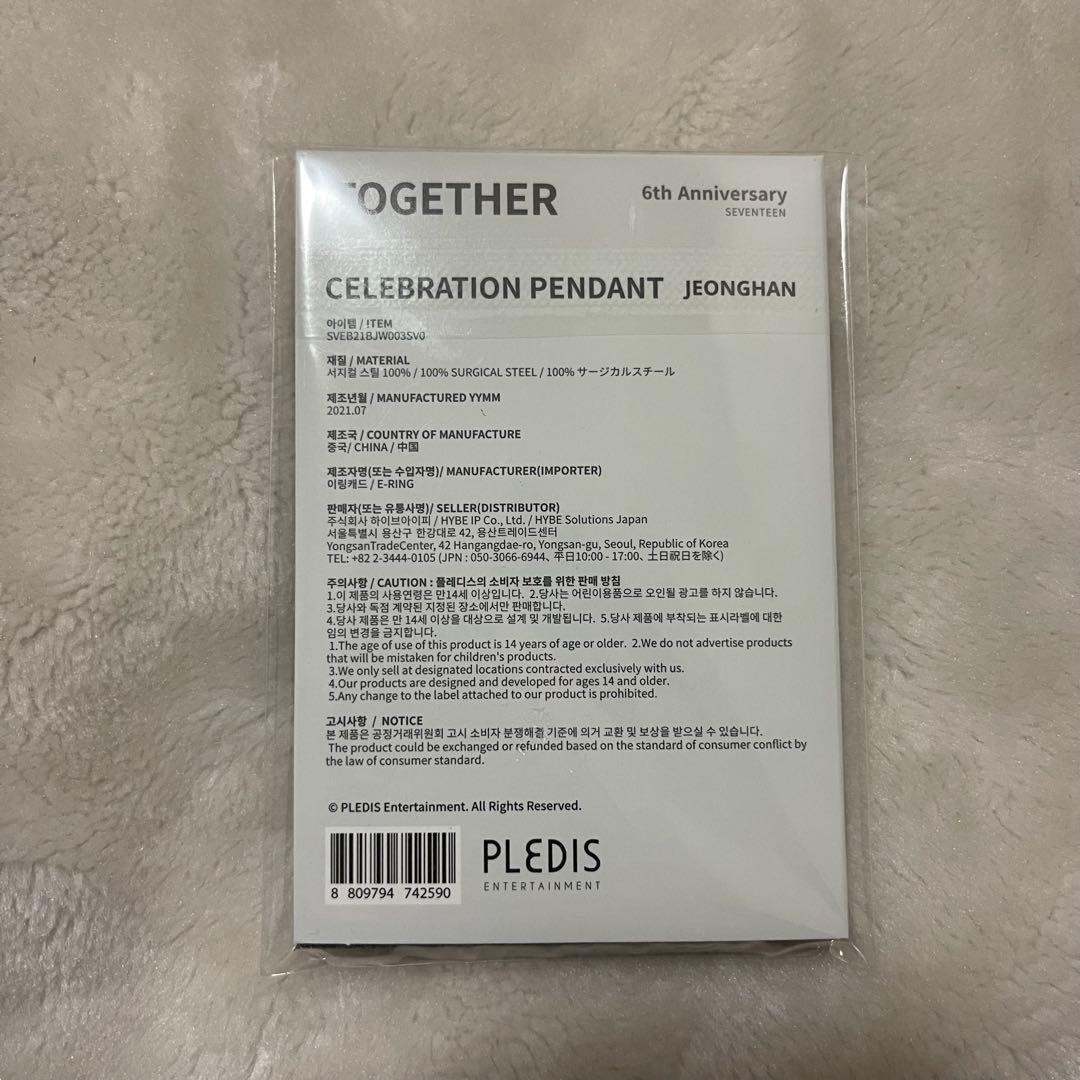 TOGETHER
6th Anniversary
SEVENTEEN
CELEBRATION PENDANT JEONGHAN
아이템 / ITEM
SVEB21BJW003SV0
재질 / MATERIAL
서지컬 스틸 100% / 100% SURGICAL STEEL / 100% サージカルスチール
제조년월 / MANUFACTURED YYMM
2021.07
제조국 / COUNTRY OF MANUFACTURE
중국/ CHINA / 中国
제조자명(또는 수입자명)/ MANUFACTURER(IMPORTER)
이링캐드 / E-RING
판매자(또는 유통사명)/ SELLER(DISTRIBUTOR)
주식회사 하이브아이피 / HYBE IP Co., Ltd. / HYBE Solutions Japan
서울특별시 용산구 한강대로 42, 용산트레이드센터
YongsanTradeCenter, 42 Hangangdae-ro, Yongsan-gu, Seoul, Republic of Korea
TEL: +82 2-3444-0105 (JPN : 050-3066-6944、平日10:00 - 17:00、土日祝日を除く)
주의사항 / CAUTION : 플레디스의 소비자 보호를 위한 판매 방침
1.이 제품의 사용연령은 만14세 이상입니다. 2.당사는 어린이용품으로 오인될 광고를 하지 않습니다.
3.당사와 독점 계약된 지정된 장소에서만 판매합니다.
4.당사 제품은 만 14세 이상을 대상으로 설계 및 개발됩니다. 5.당사 제품에 부착되는 표시라벨에 대한
임의 변경을 금지합니다.
1.The age of use of this product is 14 years of age or older. 2.We do not advertise products
that will be mistaken for children's products.
3.We only sell at designated locations contracted exclusively with us.
4.Our products are designed and developed for ages 14 and older.
5.Any change to the label attached to our product is prohibited.
고시사항 / NOTICE
본 제품은 공정거래위원회 고시 소비자 분쟁해결 기준에 의거 교환 및 보상을 받으실 수 있습니다.
The product could be exchanged or refunded based on the standard of consumer conflict by
the law of consumer standard.
© PLEDIS Entertainment. All Rights Reserved.
8 809794 742590
PLEDIS
ENTERTAINMENT